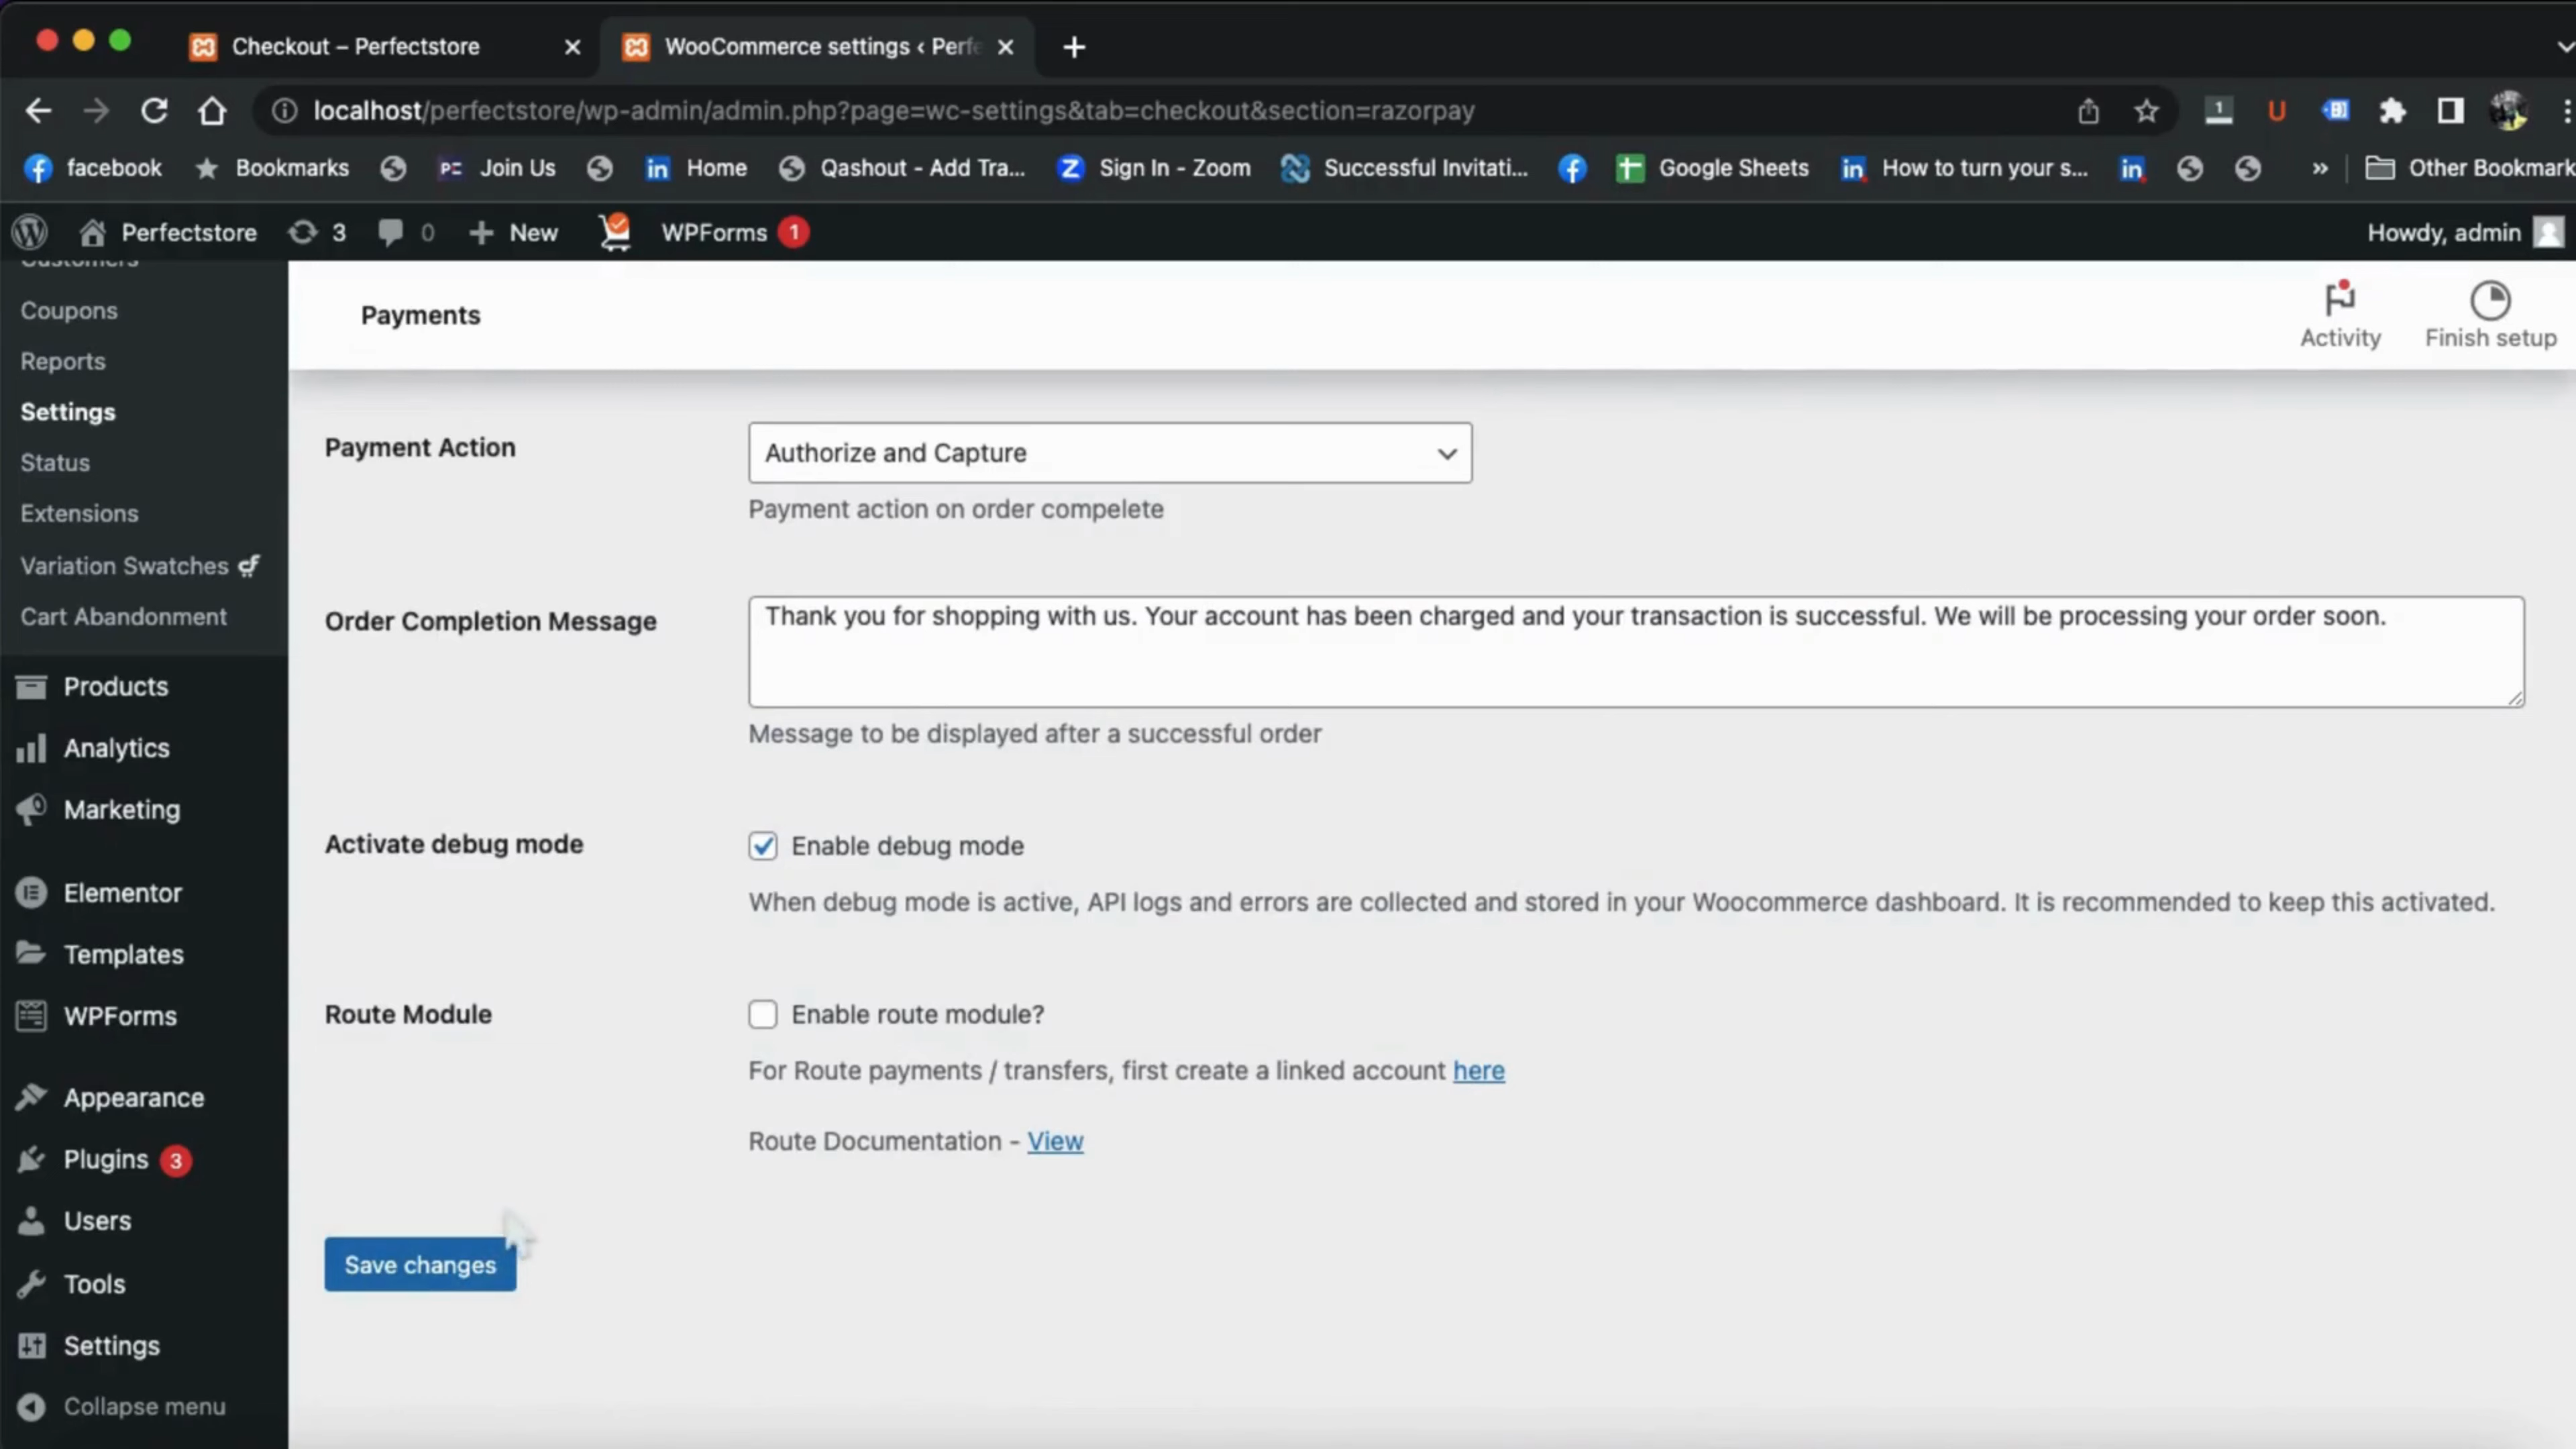 Checkout – Perfectstore
WooCommerce settings ‹ Perfe
localhost/perfectstore/wp-admin/admin.php?page=wc-settings&tab=checkout&section=razorpay
1
U
facebook
Bookmarks
PC
Join Us
in
Home
Qashout - Add Tra...
Z
Sign In - Zoom
Successful Invitati...
Google Sheets
in
How to turn your s...
in
»
Other Bookmark
Perfectstore
3
0
New
WPForms
1
Howdy, admin
Customers
Coupons
Reports
Settings
Status
Extensions
Variation Swatches
Cart Abandonment
Products
Analytics
Marketing
Elementor
Templates
WPForms
Appearance
Plugins 3
Users
Tools
Settings
Collapse menu
Payments
Activity
Finish setup
Payment Action
Authorize and Capture
Payment action on order compelete
Order Completion Message
Thank you for shopping with us. Your account has been charged and your transaction is successful. We will be processing your order soon.
Message to be displayed after a successful order
Activate debug mode
Enable debug mode
When debug mode is active, API logs and errors are collected and stored in your Woocommerce dashboard. It is recommended to keep this activated.
Route Module
Enable route module?
For Route payments / transfers, first create a linked account here
Route Documentation - View
Save changes